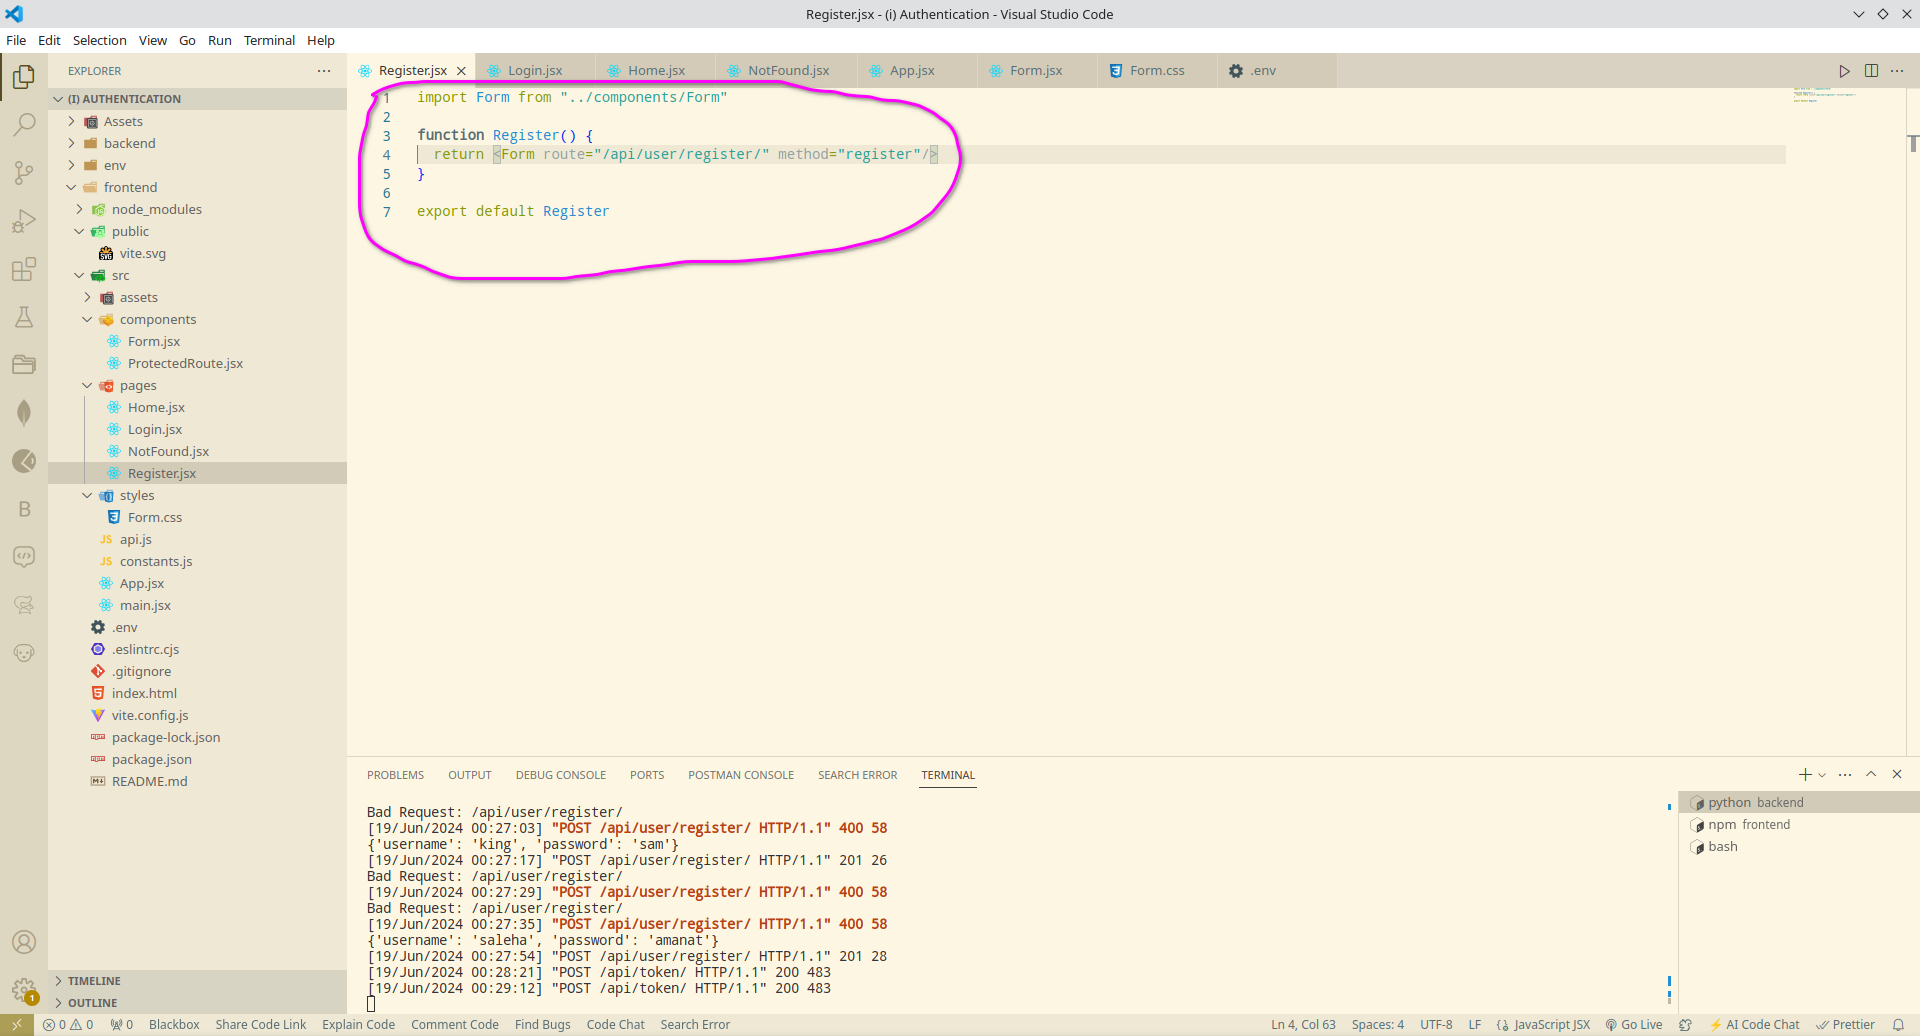 Register.jsx - (i) Authentication - Visual Studio Code
File Edit Selection View Go Run Terminal Help
EXPLORER
Register.jsx Login.jsx Home.jsx NotFound.jsx App.jsx Form.jsx Form.css .env
(I) AUTHENTICATION
Assets
backend
env
frontend
node_modules
public
vite.svg
src
assets
components
Form.jsx
ProtectedRoute.jsx
pages
Home.jsx
Login.jsx
NotFound.jsx
Register.jsx
styles
Form.css
JS api.js
JS constants.js
App.jsx
main.jsx
.env
.eslintrc.cjs
.gitignore
index.html
vite.config.js
package-lock.json
package.json
README.md
TIMELINE
OUTLINE
1 import Form from "../components/Form"
2
3 function Register() {
4 return <Form route="/api/user/register/" method="register"/>
5 }
6
7 export default Register
PROBLEMS OUTPUT DEBUG CONSOLE PORTS POSTMAN CONSOLE SEARCH ERROR TERMINAL
Bad Request: /api/user/register/
[19/Jun/2024 00:27:03] "POST /api/user/register/ HTTP/1.1" 400 58
{'username': 'king', 'password': 'sam'}
[19/Jun/2024 00:27:17] "POST /api/user/register/ HTTP/1.1" 201 26
Bad Request: /api/user/register/
[19/Jun/2024 00:27:29] "POST /api/user/register/ HTTP/1.1" 400 58
Bad Request: /api/user/register/
[19/Jun/2024 00:27:35] "POST /api/user/register/ HTTP/1.1" 400 58
{'username': 'saleha', 'password': 'amanat'}
[19/Jun/2024 00:27:54] "POST /api/user/register/ HTTP/1.1" 201 28
[19/Jun/2024 00:28:21] "POST /api/token/ HTTP/1.1" 200 483
[19/Jun/2024 00:29:12] "POST /api/token/ HTTP/1.1" 200 483
python backend
npm frontend
bash
1
0 0 0 Blackbox Share Code Link Explain Code Comment Code Find Bugs Code Chat Search Error Ln 4, Col 63 Spaces: 4 UTF-8 LF JavaScript JSX Go Live AI Code Chat Prettier